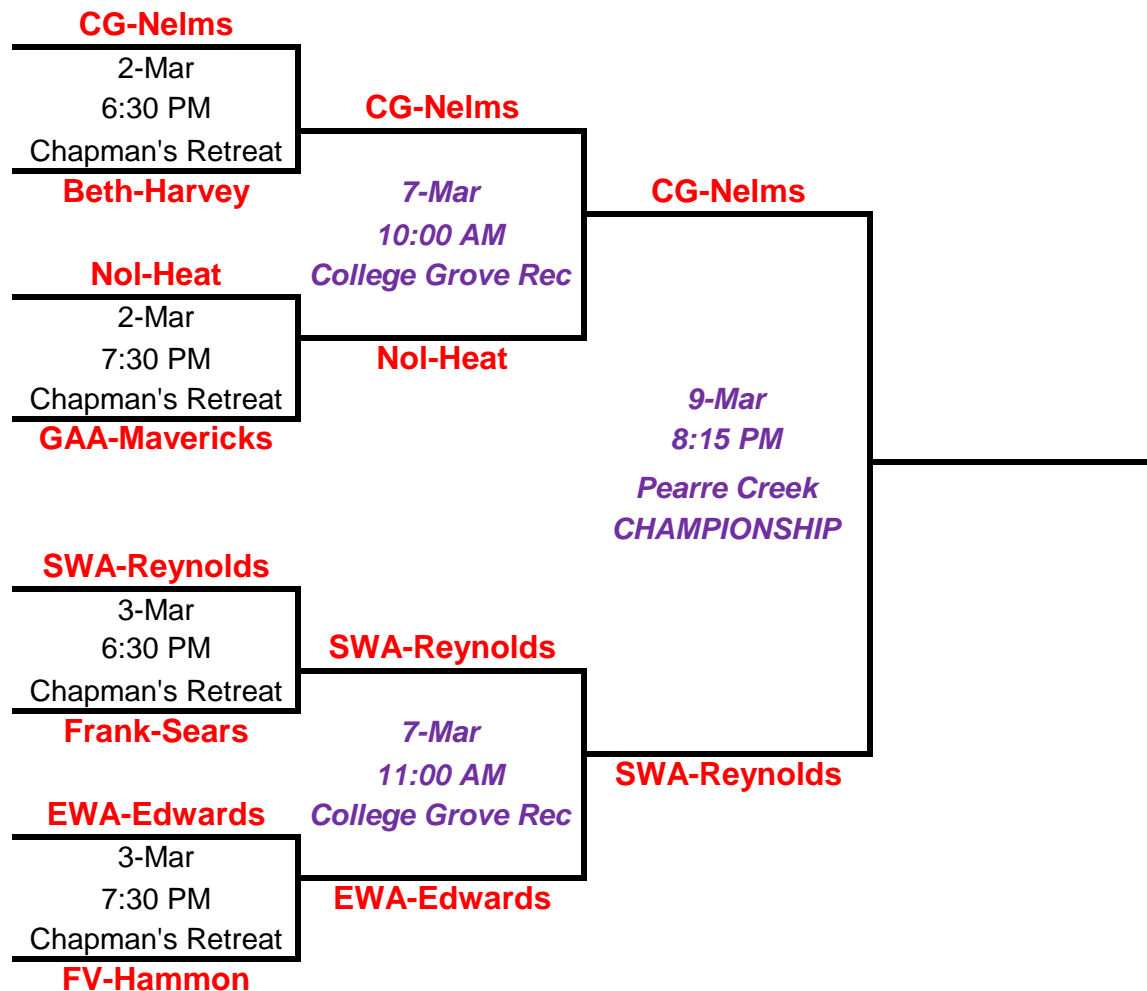 CG-Nelms
2-Mar
6:30 PM
Chapman's Retreat
Beth-Harvey
Nol-Heat
2-Mar
7:30 PM
Chapman's Retreat
GAA-Mavericks
SWA-Reynolds
3-Mar
6:30 PM
Chapman's Retreat
Frank-Sears
EWA-Edwards
3-Mar
7:30 PM
Chapman's Retreat
FV-Hammon
CG-Nelms
7-Mar
10:00 AM
College Grove Rec
Nol-Heat
SWA-Reynolds
7-Mar
11:00 AM
College Grove Rec
EWA-Edwards
CG-Nelms
9-Mar
8:15 PM
Pearre Creek
CHAMPIONSHIP
SWA-Reynolds